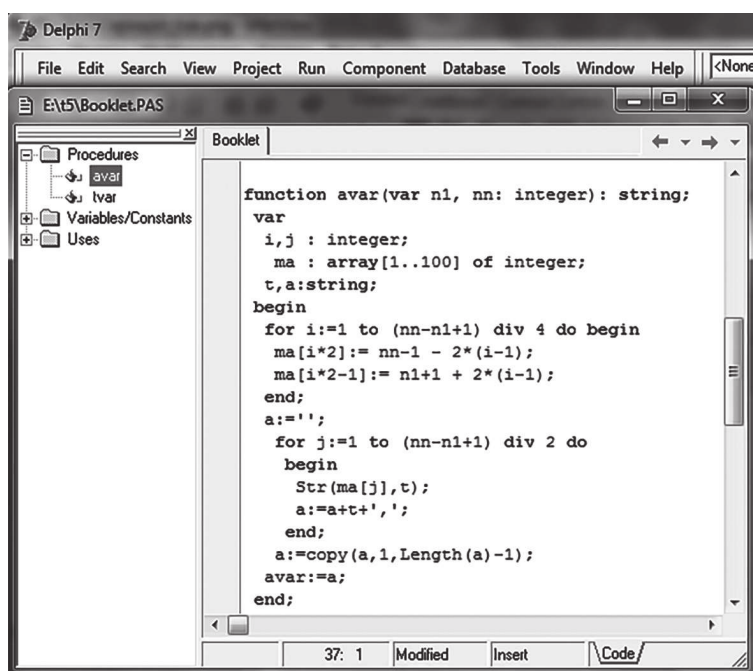 Delphi 7
File Edit Search View Project Run Component Database Tools Window Help <None
E:\t5\Booklet.PAS
Booklet
Procedures
avar
tvar
Variables/Constants
Uses
function avar(var n1, nn: integer): string;
var
i,j : integer;
ma : array[1..100] of integer;
t,a:string;
begin
for i:=1 to (nn-n1+1) div 4 do begin
ma[i*2]:= nn-1 - 2*(i-1);
ma[i*2-1]:= n1+1 + 2*(i-1);
end;
a:='';
for j:=1 to (nn-n1+1) div 2 do
begin
Str(ma[j],t);
a:=a+t+',';
end;
a:=copy(a,1,Length(a)-1);
avar:=a;
end;
37: 1 Modified Insert Code